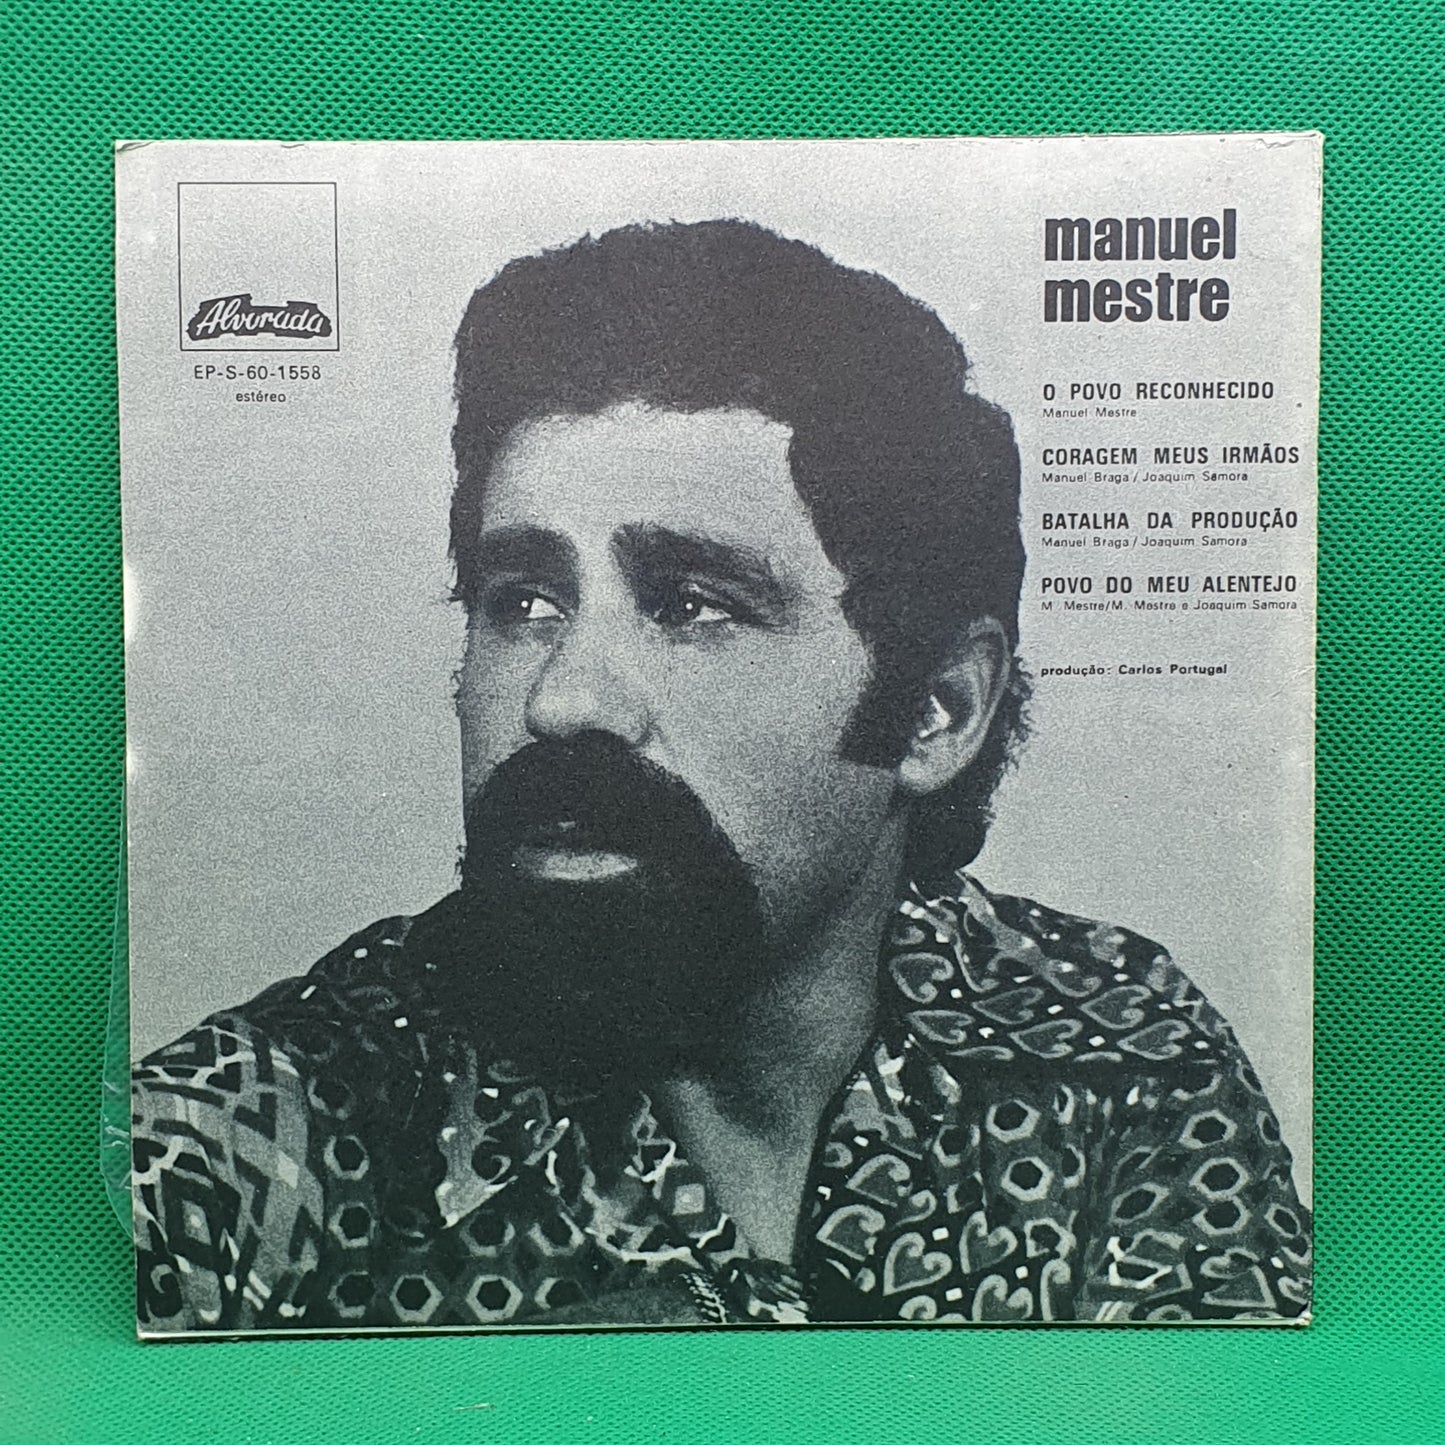 Alvorada
EP-S-60-1558
estéreo
manuel
mestre
O POVO RECONHECIDO
Manuel Mestre
CORAGEM MEUS IRMÃOS
Manuel Braga / Joaquim Samora
BATALHA DA PRODUÇÃO
Manuel Braga / Joaquim Samora
POVO DO MEU ALENTEJO
M. Mestre/M. Mestre e Joaquim Samora
produção: Carlos Portugal